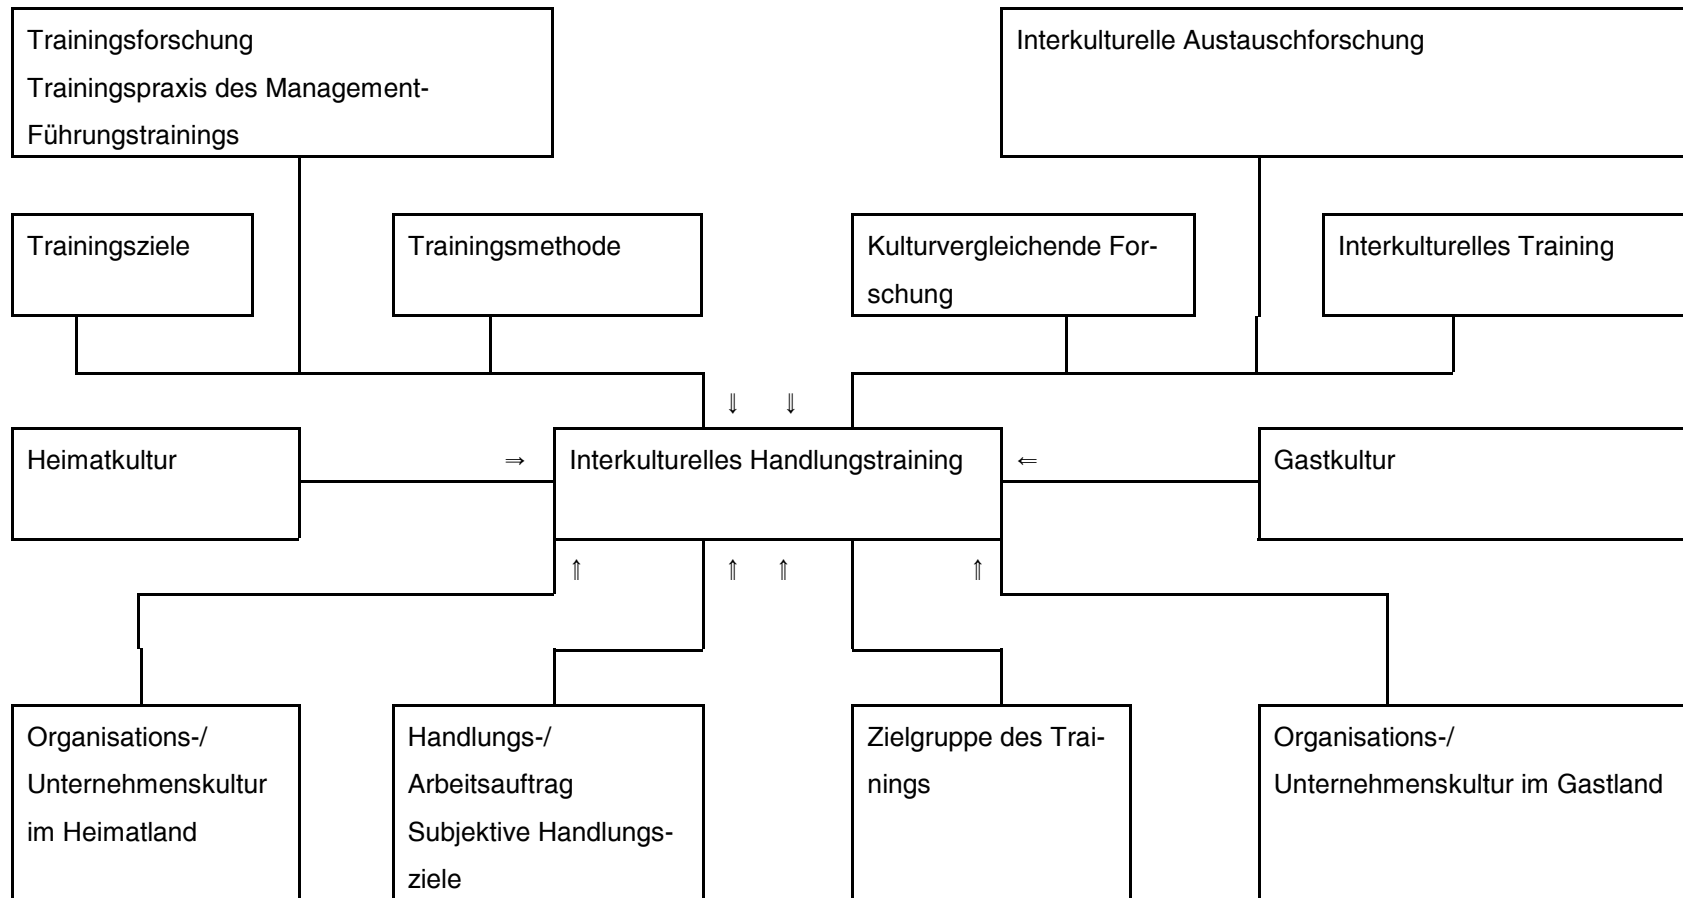 Trainingsforschung
Trainingspraxis des Management-
Führungstrainings
Interkulturelle Austauschforschung
Trainingsziele
Trainingsmethode
Kulturvergleichende For-
schung
Interkulturelles Training
⇓ ⇓
Heimatkultur
⇒
Interkulturelles Handlungstraining
⇐
Gastkultur
⇑ ⇑ ⇑ ⇑
Organisations-/
Unternehmenskultur
im Heimatland
Handlungs-/
Arbeitsauftrag
Subjektive Handlungs-
ziele
Zielgruppe des Trai-
nings
Organisations-/
Unternehmenskultur im Gastland